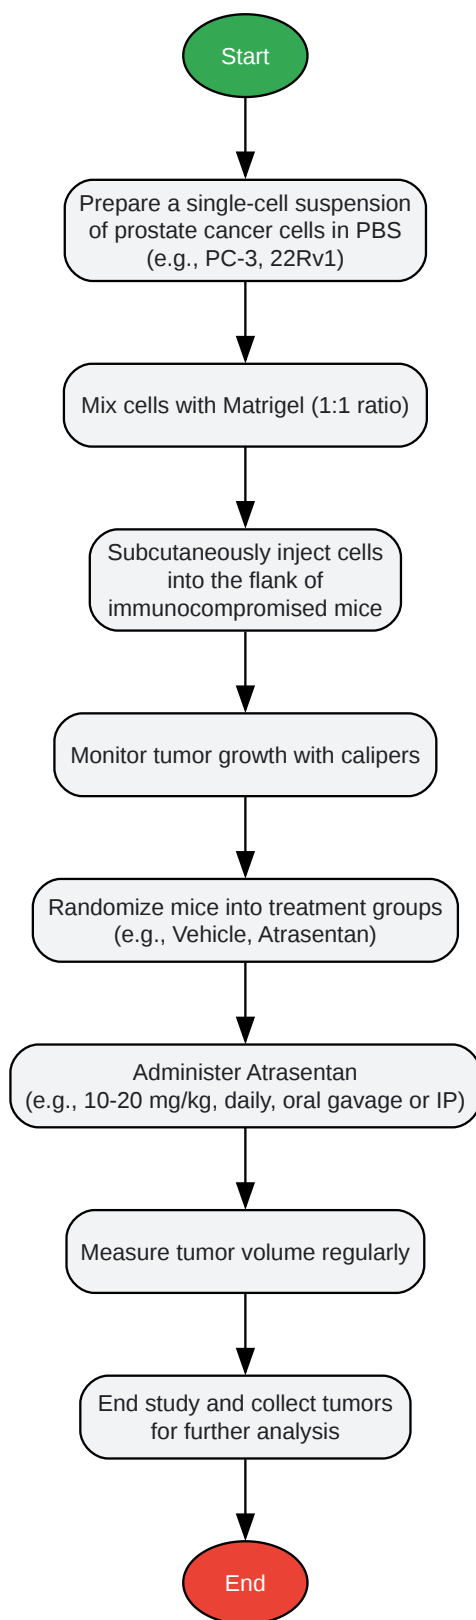 Start
Prepare a single-cell suspension
of prostate cancer cells in PBS
(e.g., PC-3, 22Rv1)
Mix cells with Matrigel (1:1 ratio)
Subcutaneously inject cells
into the flank of
immunocompromised mice
Monitor tumor growth with calipers
Randomize mice into treatment groups
(e.g., Vehicle, Atrasentan)
Administer Atrasentan
(e.g., 10-20 mg/kg, daily, oral gavage or IP)
Measure tumor volume regularly
End study and collect tumors
for further analysis
End